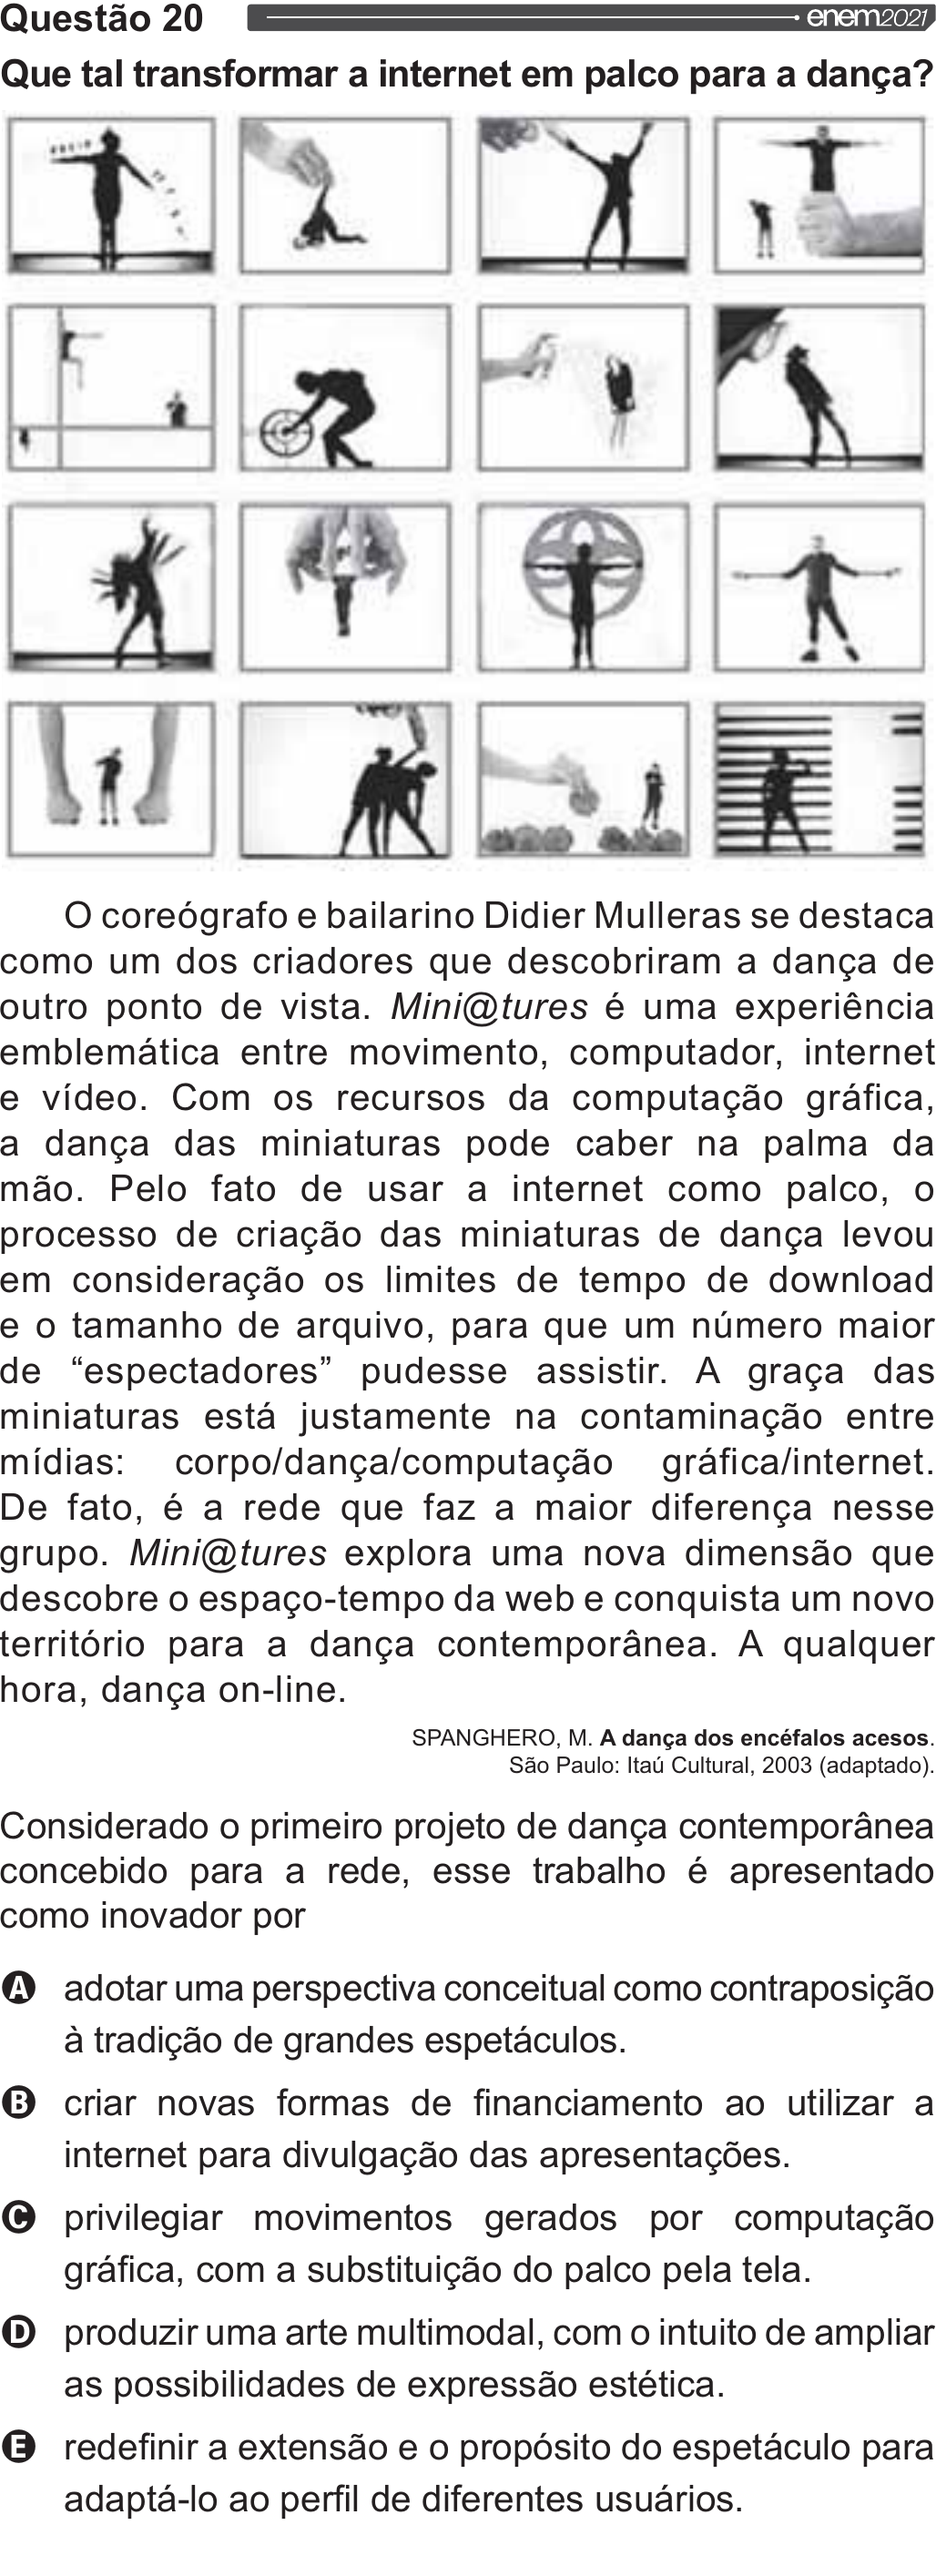 Questão 20
enem2021
Que tal transformar a internet em palco para a dança?
O coreógrafo e bailarino Didier Mulleras se destaca
como um dos criadores que descobriram a dança de
outro ponto de vista. Mini@tures é uma experiência
emblemática entre movimento, computador, internet
e vídeo. Com os recursos da computação gráfica,
a dança das miniaturas pode caber na palma da
mão. Pelo fato de usar a internet como palco, o
processo de criação das miniaturas de dança levou
em consideração os limites de tempo de download
e o tamanho de arquivo, para que um número maior
de “espectadores” pudesse assistir. A graça das
miniaturas está justamente na contaminação entre
mídias: corpo/dança/computação gráfica/internet.
De fato, é a rede que faz a maior diferença nesse
grupo. Mini@tures explora uma nova dimensão que
descobre o espaço-tempo da web e conquista um novo
território para a dança contemporânea. A qualquer
hora, dança on-line.
SPANGHERO, M. A dança dos encéfalos acesos.
São Paulo: Itaú Cultural, 2003 (adaptado).
Considerado o primeiro projeto de dança contemporânea
concebido para a rede, esse trabalho é apresentado
como inovador por
A adotar uma perspectiva conceitual como contraposição
à tradição de grandes espetáculos.
B criar novas formas de financiamento ao utilizar a
internet para divulgação das apresentações.
C privilegiar movimentos gerados por computação
gráfica, com a substituição do palco pela tela.
D produzir uma arte multimodal, com o intuito de ampliar
as possibilidades de expressão estética.
E redefinir a extensão e o propósito do espetáculo para
adaptá-lo ao perfil de diferentes usuários.